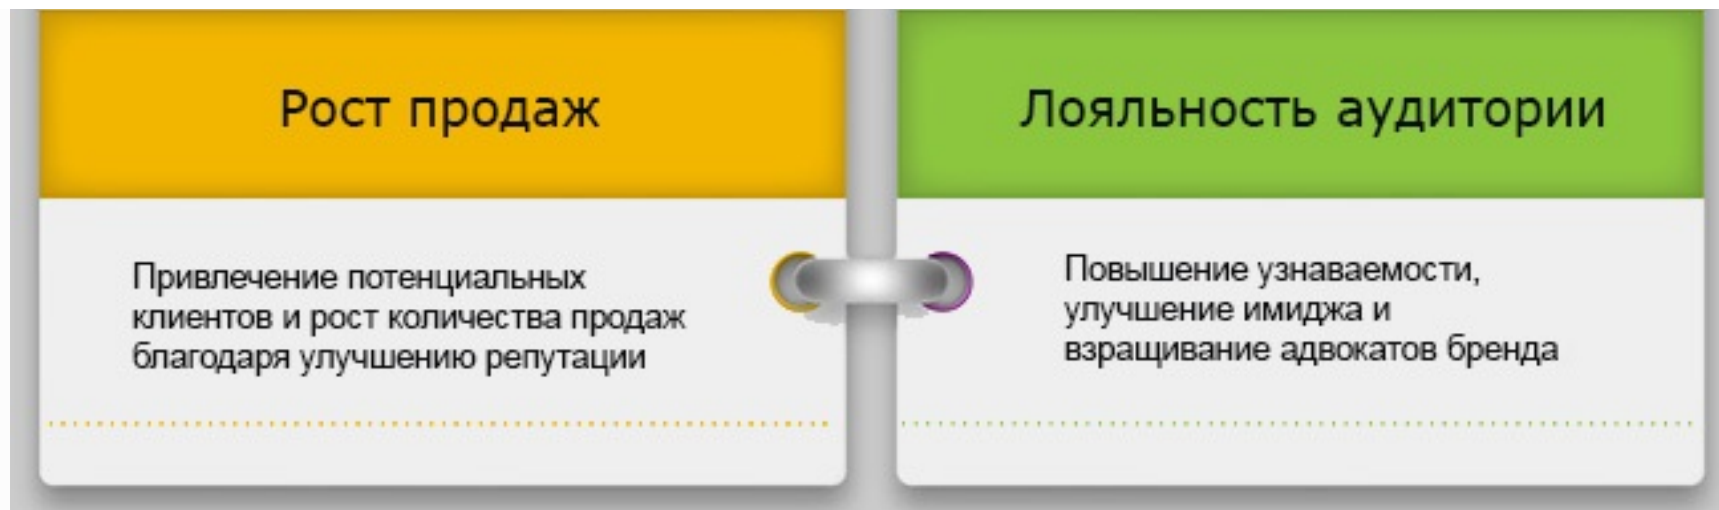 Рост продаж
Привлечение потенциальных
клиентов и рост количества продаж
благодаря улучшению репутации
Лояльность аудитории
Повышение узнаваемости,
улучшение имиджа и
взращивание адвокатов бренда